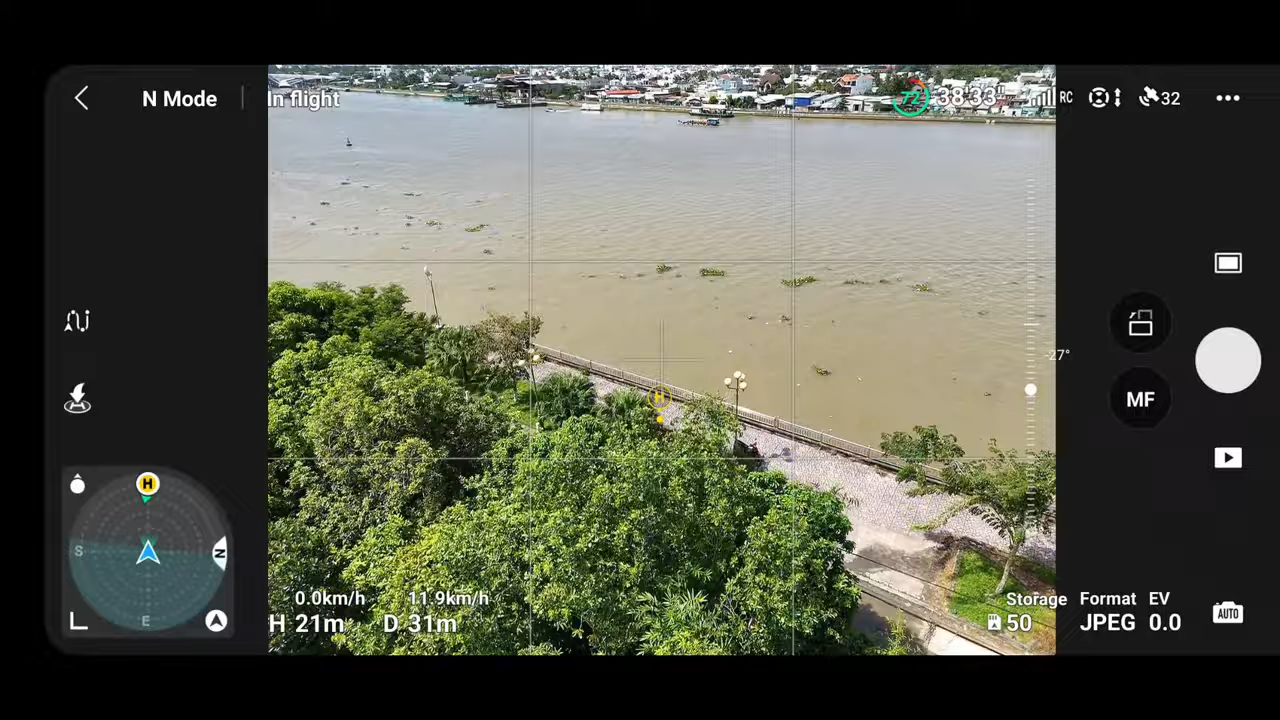 N Mode
In flight
72
38'33"
RC
32
H
-27°
MF
H
S
N
E
0.0km/h
11.9km/h
H 21m
D 31m
Storage
50
Format
JPEG
EV
0.0
AUTO